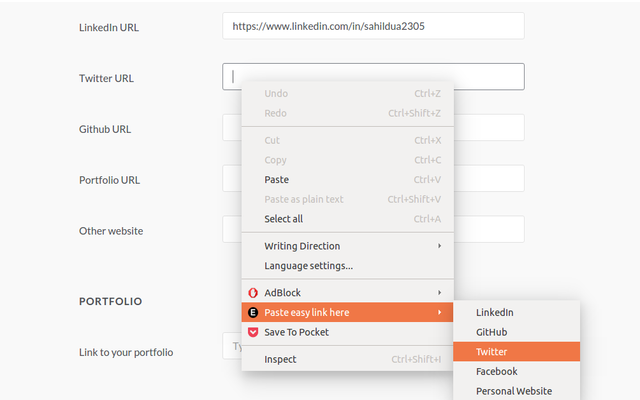 LinkedIn URL
https://www.linkedin.com/in/sahildua2305
Twitter URL
Github URL
Portfolio URL
Other website
PORTFOLIO
Link to your portfolio
Ty
Undo Ctrl+Z
Redo Ctrl+Shift+Z
Cut Ctrl+X
Copy Ctrl+C
Paste Ctrl+V
Paste as plain text Ctrl+Shift+V
Select all Ctrl+A
Writing Direction
Language settings...
AdBlock
E Paste easy link here
Save To Pocket
Inspect Ctrl+Shift+I
LinkedIn
GitHub
Twitter
Facebook
Personal Website